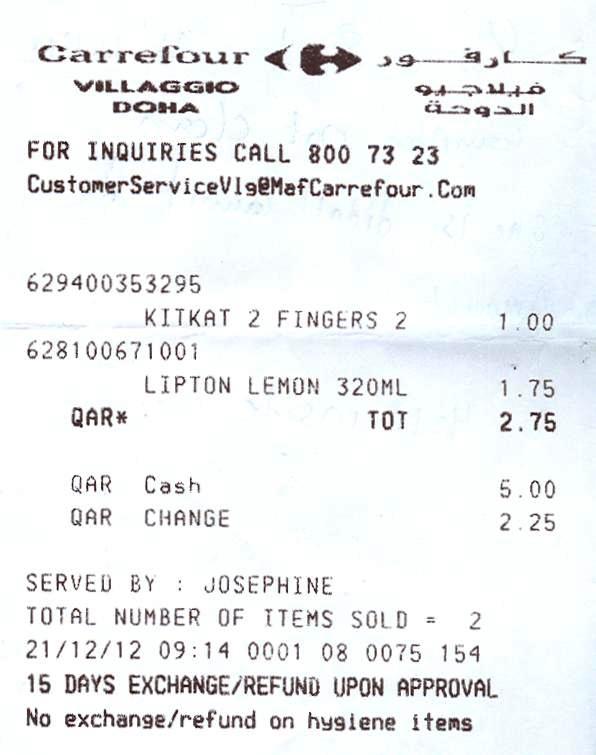 Carrefour كارفور
VILLAGGIO فيلاجيو
DOHA الدوحة
FOR INQUIRIES CALL 800 73 23
CustomerServiceVlg@MafCarrefour.Com
629400353295
KITKAT 2 FINGERS 2 1.00
628100671001
LIPTON LEMON 320ML 1.75
QAR* TOT 2.75
QAR Cash 5.00
QAR CHANGE 2.25
SERVED BY : JOSEPHINE
TOTAL NUMBER OF ITEMS SOLD = 2
21/12/12 09:14 0001 08 0075 154
15 DAYS EXCHANGE/REFUND UPON APPROVAL
No exchange/refund on hygiene items